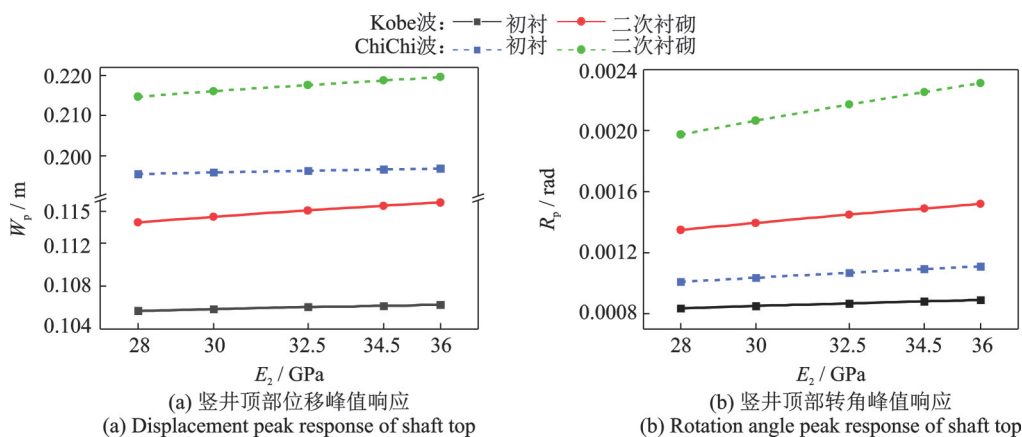 Kobe波： 初衬 二次衬砌
ChiChi波： 初衬 二次衬砌
0.220
0.210
0.200
0.115
0.112
0.108
0.104
W_p / m
28 30 32.5 34.5 36
E_2 / GPa
(a) 竖井顶部位移峰值响应
(a) Displacement peak response of shaft top
0.0024
0.0020
0.0016
0.0012
0.0008
R_p / rad
28 30 32.5 34.5 36
E_2 / GPa
(b) 竖井顶部转角峰值响应
(b) Rotation angle peak response of shaft top